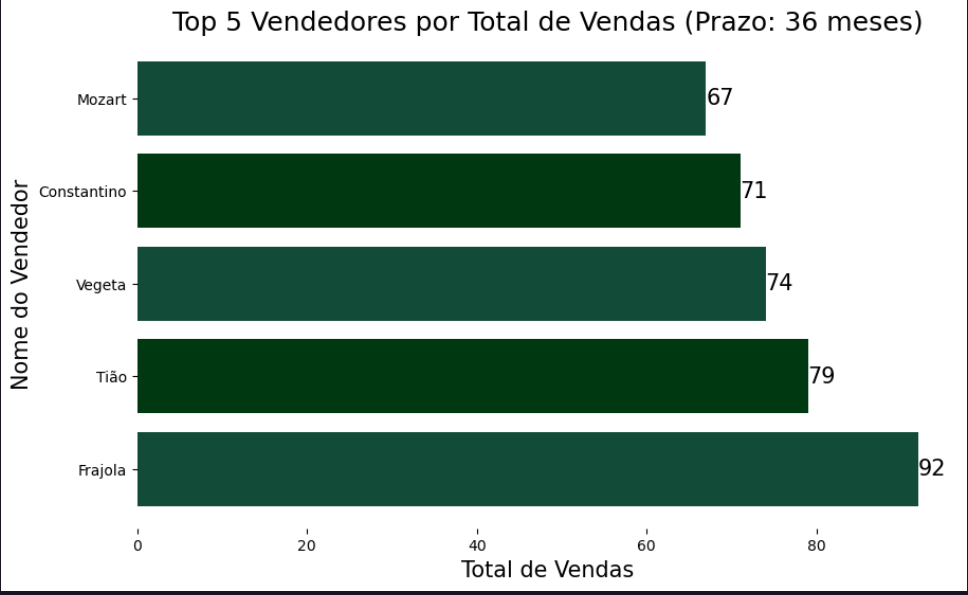 Top 5 Vendedores por Total de Vendas (Prazo: 36 meses)
Nome do Vendedor
Mozart
67
Constantino
71
Vegeta
74
Tião
79
Frajola
92
0 20 40 60 80
Total de Vendas